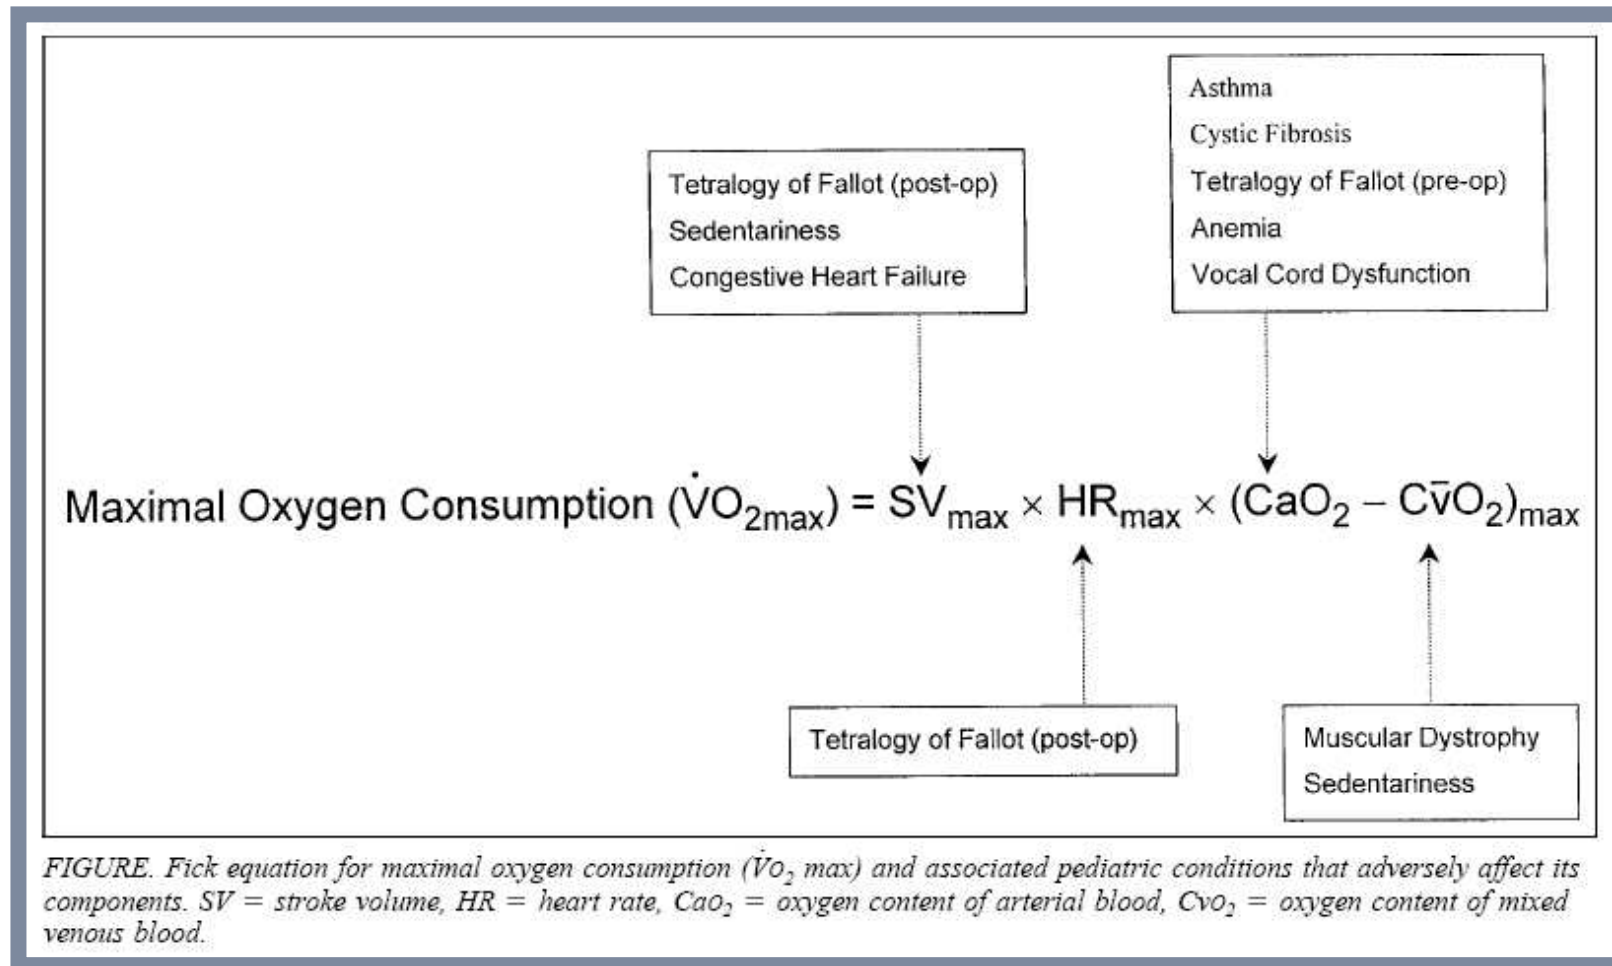 Asthma
Cystic Fibrosis
Tetralogy of Fallot (pre-op)
Anemia
Vocal Cord Dysfunction
Tetralogy of Fallot (post-op)
Sedentariness
Congestive Heart Failure
Maximal Oxygen Consumption (V̇O₂max) = SVmax × HRmax × (CaO₂ – Cv̄O₂)max
Tetralogy of Fallot (post-op)
Muscular Dystrophy
Sedentariness
FIGURE. Fick equation for maximal oxygen consumption (V̇O₂ max) and associated pediatric conditions that adversely affect its
components. SV = stroke volume, HR = heart rate, CaO₂ = oxygen content of arterial blood, CvO₂ = oxygen content of mixed
venous blood.